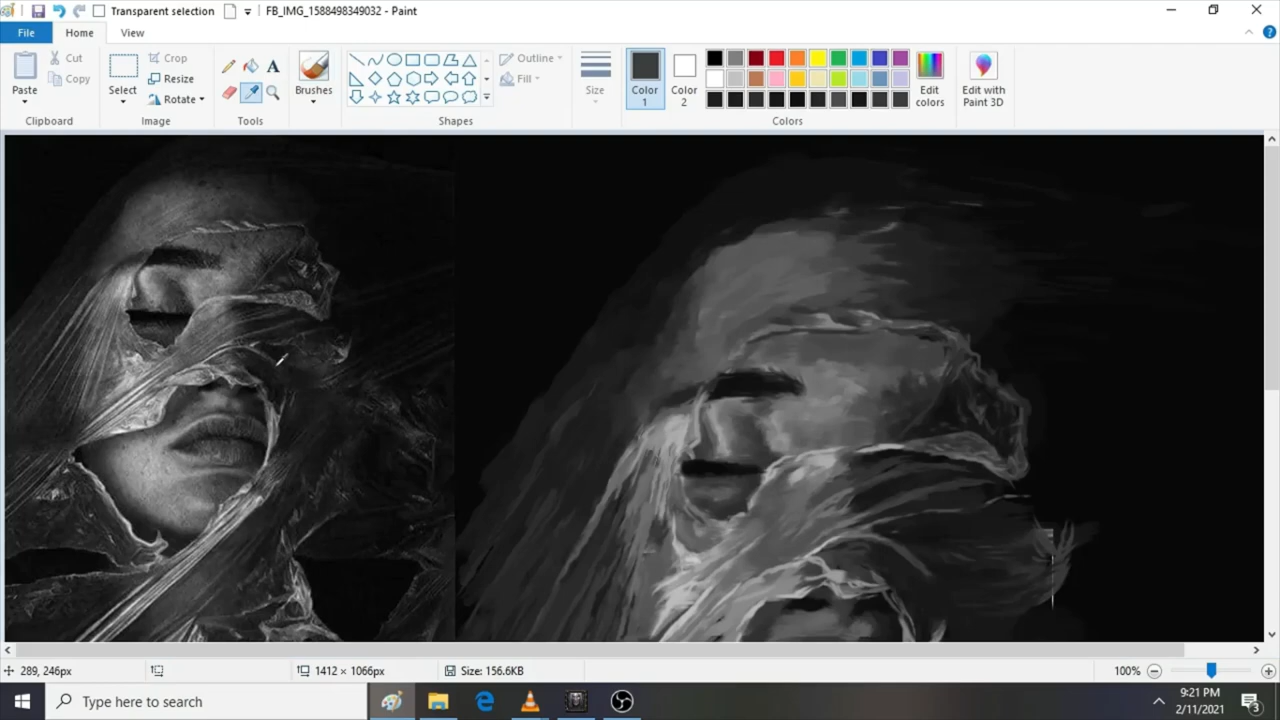 Transparent selection
FB_IMG_1588498349032 - Paint
File
Home
View
Paste
Cut
Copy
Clipboard
Select
Crop
Resize
Rotate
Image
A
Tools
Brushes
Outline
Fill
Shapes
Size
Color
1
Color
2
Colors
Edit
colors
Edit with
Paint 3D
289, 246px
1412 × 1066px
Size: 156.6KB
100%
Type here to search
9:21 PM
2/11/2021
3